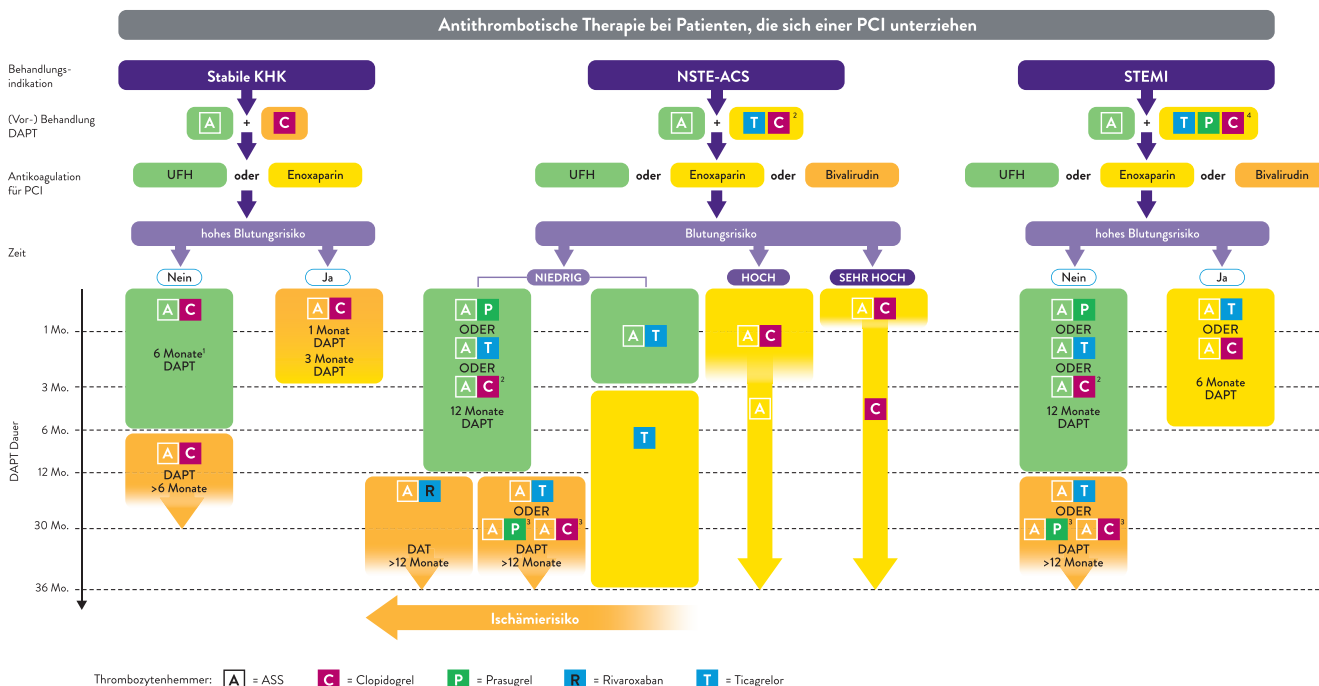 Antithrombotische Therapie bei Patienten, die sich einer PCI unterziehen
Behandlungs-
indikation
Stabile KHK
NSTE-ACS
STEMI
(Vor-) Behandlung
DAPT
A + C
A + T C 2
A + T P C 4
Antikoagulation
für PCI
UFH oder Enoxaparin
UFH oder Enoxaparin oder Bivalirudin
UFH oder Enoxaparin oder Bivalirudin
hohes Blutungsrisiko
Blutungsrisiko
hohes Blutungsrisiko
Zeit
Nein
Ja
NIEDRIG
HOCH
SEHR HOCH
Nein
Ja
DAPT Dauer
1 Mo.
3 Mo.
6 Mo.
12 Mo.
30 Mo.
36 Mo.
A C
6 Monate1
DAPT
A C
DAPT
>6 Monate
A C
1 Monat
DAPT
3 Monate
DAPT
A P
ODER
A T
ODER
A C 2
12 Monate
DAPT
A R
DAT
>12 Monate
A T
ODER
A P 3 A C 3
DAPT
>12 Monate
A T
T
A C
A
A C
C
A P
ODER
A T
ODER
A C 2
12 Monate
DAPT
A T
ODER
A P 3 A C 3
DAPT
>12 Monate
A T
ODER
A C
6 Monate
DAPT
Ischämierisiko
Thrombozytenhemmer: A = ASS C = Clopidogrel P = Prasugrel R = Rivaroxaban T = Ticagrelor